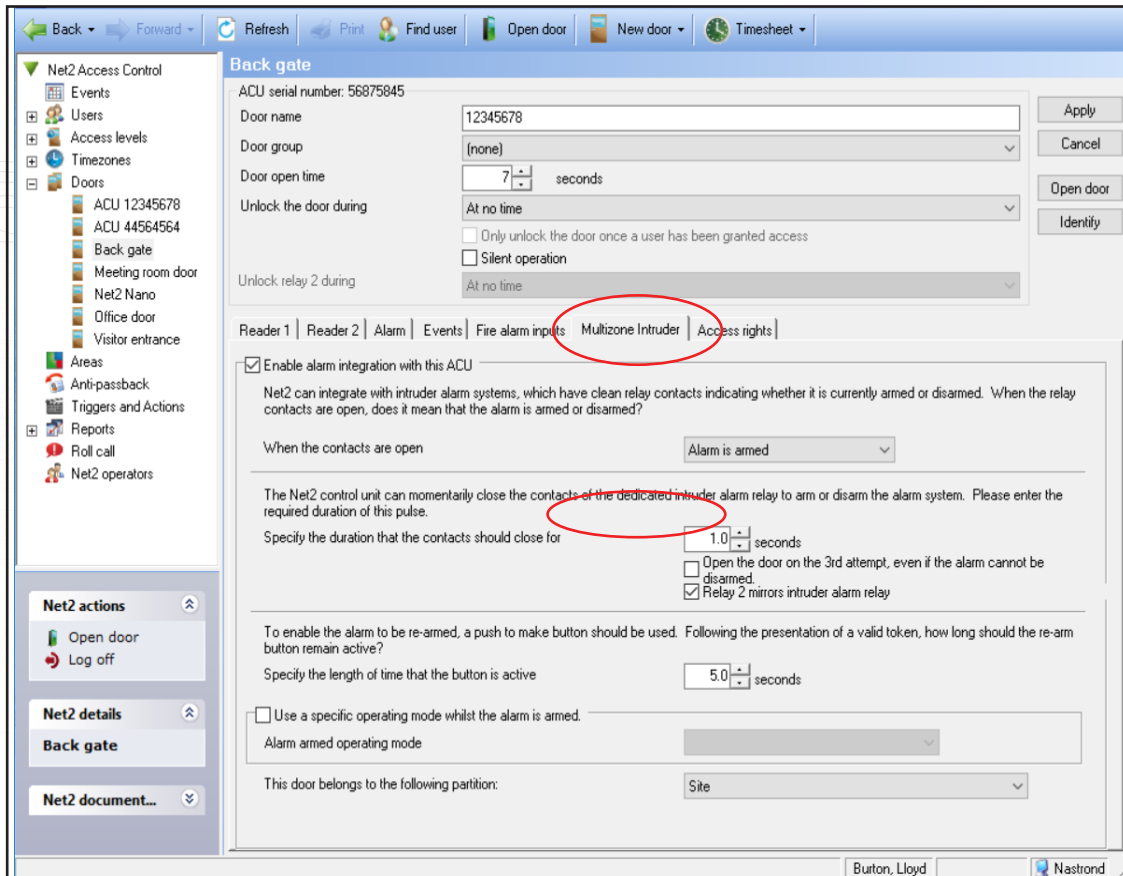 Back Forward Refresh Print Find user Open door New door Timesheet
Net2 Access Control
Events
Users
Access levels
Timezones
Doors
ACU 12345678
ACU 44564564
Back gate
Meeting room door
Net2 Nano
Office door
Visitor entrance
Areas
Anti-passback
Triggers and Actions
Reports
Roll call
Net2 operators
Net2 actions
Open door
Log off
Net2 details
Back gate
Net2 document...
Back gate
ACU serial number: 56875845
Door name 12345678
Door group (none)
Door open time 7 seconds
Unlock the door during At no time
Only unlock the door once a user has been granted access
Silent operation
Unlock relay 2 during At no time
Apply
Cancel
Open door
Identify
Reader 1 Reader 2 Alarm Events Fire alarm inputs Multizone Intruder Access rights
Enable alarm integration with this ACU
Net2 can integrate with intruder alarm systems, which have clean relay contacts indicating whether it is currently armed or disarmed. When the relay
contacts are open, does it mean that the alarm is armed or disarmed?
When the contacts are open Alarm is armed
The Net2 control unit can momentarily close the contacts of the dedicated intruder alarm relay to arm or disarm the alarm system. Please enter the
required duration of this pulse.
Specify the duration that the contacts should close for 1.0 seconds
Open the door on the 3rd attempt, even if the alarm cannot be
disarmed.
Relay 2 mirrors intruder alarm relay
To enable the alarm to be re-armed, a push to make button should be used. Following the presentation of a valid token, how long should the re-arm
button remain active?
Specify the length of time that the button is active 5.0 seconds
Use a specific operating mode whilst the alarm is armed.
Alarm armed operating mode
This door belongs to the following partition: Site
Burton, Lloyd Nastrond